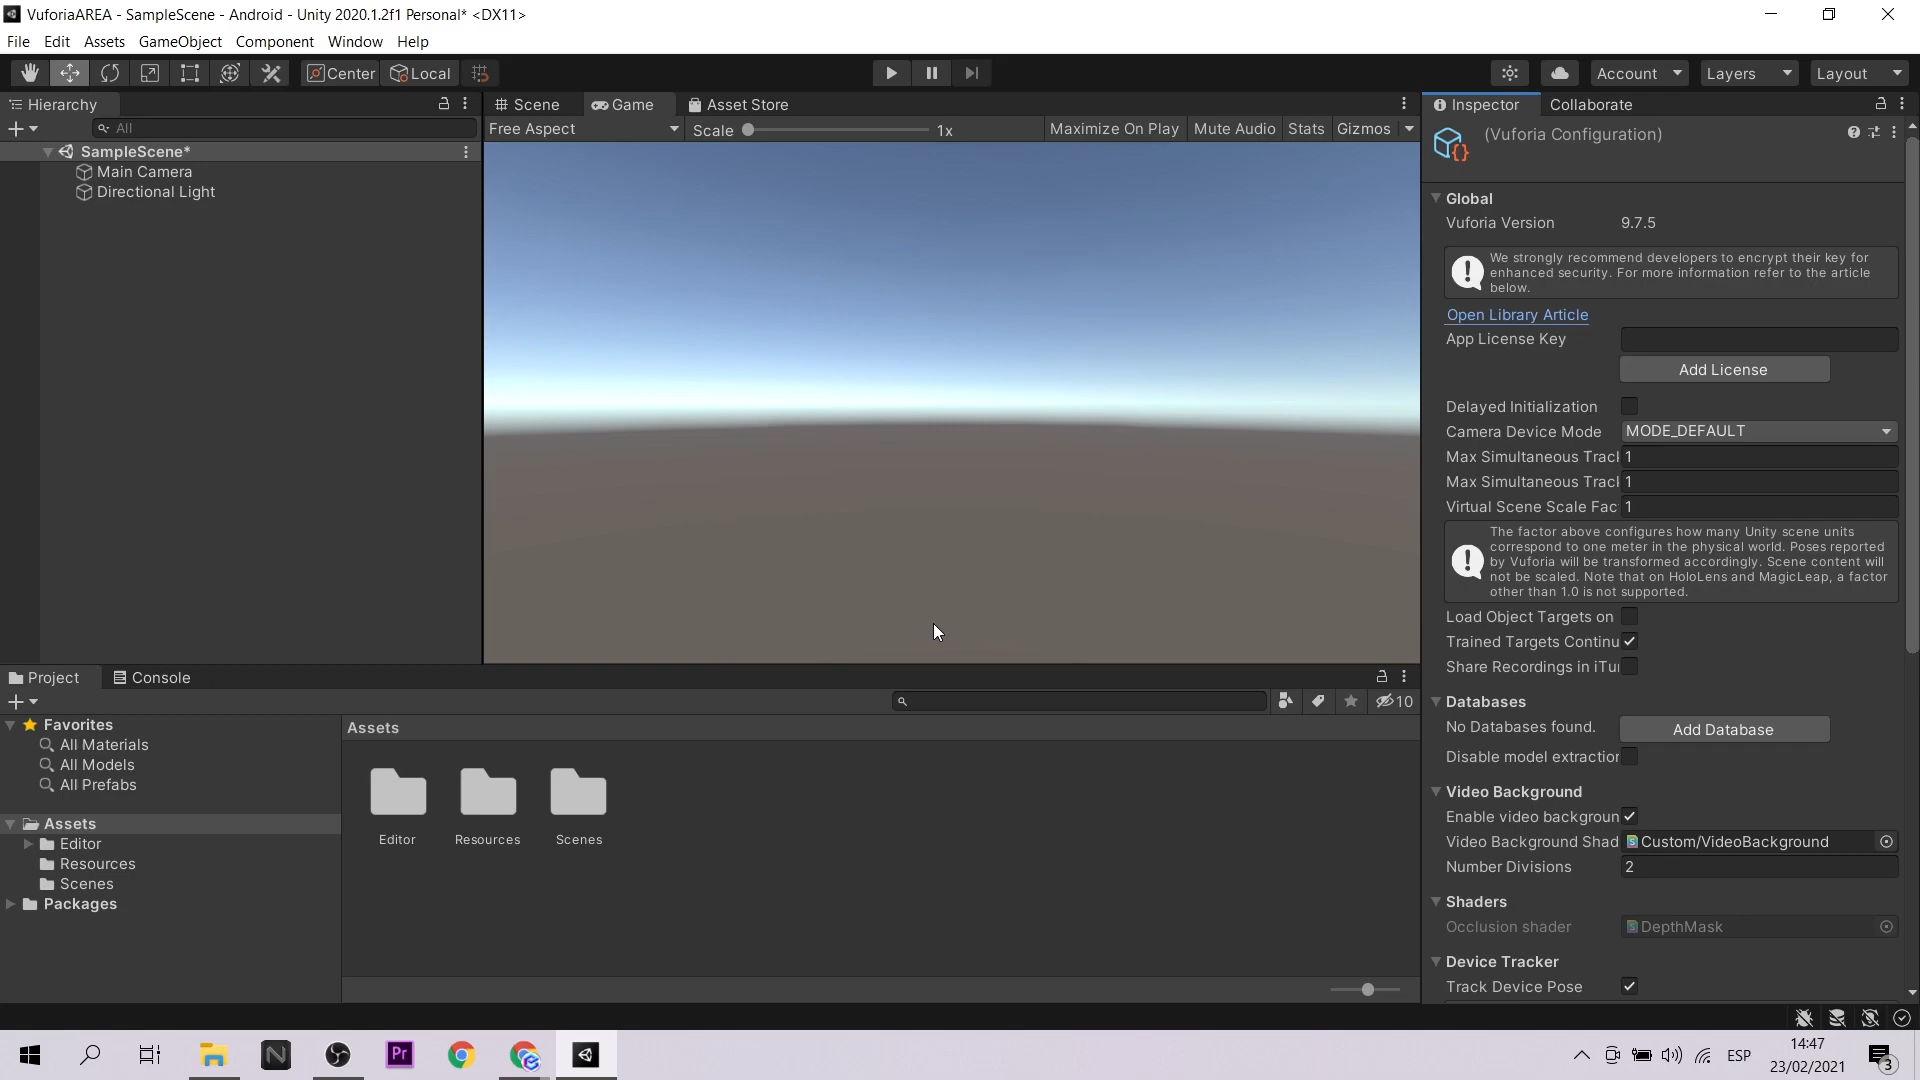 VuforiaAREA - SampleScene - Android - Unity 2020.1.2f1 Personal* <DX11>
File Edit Assets GameObject Component Window Help
Center Local Account Layers Layout
Hierarchy
All
SampleScene*
Main Camera
Directional Light
Scene Game Asset Store
Free Aspect Scale 1x Maximize On Play Mute Audio Stats Gizmos
Inspector Collaborate
(Vuforia Configuration)
Global
Vuforia Version 9.7.5
We strongly recommend developers to encrypt their key for
enhanced security. For more information refer to the article
below.
Open Library Article
App License Key
Add License
Delayed Initialization
Camera Device Mode MODE_DEFAULT
Max Simultaneous Tracl 1
Max Simultaneous Tracl 1
Virtual Scene Scale Fac 1
The factor above configures how many Unity scene units
correspond to one meter in the physical world. Poses reported
by Vuforia will be transformed accordingly. Scene content will
not be scaled. Note that on HoloLens and MagicLeap, a factor
other than 1.0 is not supported.
Load Object Targets on
Trained Targets Continu
Share Recordings in iTu
Databases
No Databases found. Add Database
Disable model extraction
Video Background
Enable video backgroun
Video Background Shad Custom/VideoBackground
Number Divisions 2
Shaders
Occlusion shader DepthMask
Device Tracker
Track Device Pose
Project Console
10
Favorites
All Materials
All Models
All Prefabs
Assets
Editor
Resources
Scenes
Packages
Assets
Editor Resources Scenes
N
Pr
ESP
14:47
23/02/2021
3